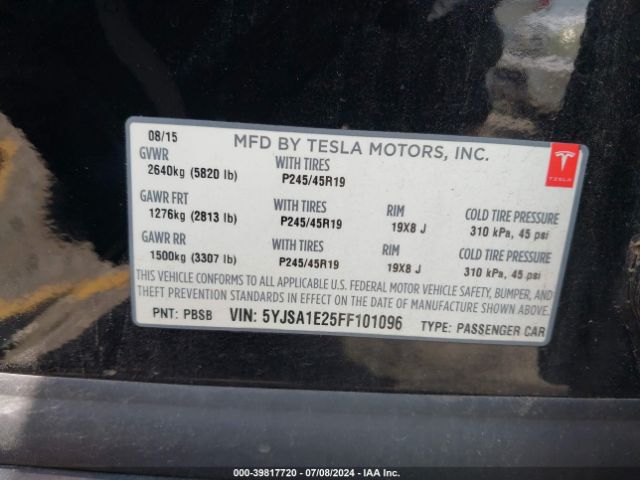 08/15 MFD BY TESLA MOTORS, INC.
TESLA
GVWR WITH TIRES
2640kg (5820 lb) P245/45R19
GAWR FRT WITH TIRES RIM COLD TIRE PRESSURE
1276kg (2813 lb) P245/45R19 19X8 J 310 kPa, 45 psi
GAWR RR WITH TIRES RIM COLD TIRE PRESSURE
1500kg (3307 lb) P245/45R19 19X8 J 310 kPa, 45 psi
THIS VEHICLE CONFORMS TO ALL APPLICABLE U.S. FEDERAL MOTOR VEHICLE SAFETY, BUMPER, AND
THEFT PREVENTION STANDARDS IN EFFECT ON THE DATE OF MANUFACTURE SHOWN ABOVE.
PNT: PBSB VIN: 5YJSA1E25FF101096 TYPE: PASSENGER CAR
000-39817720 - 07/08/2024 - IAAI.COM